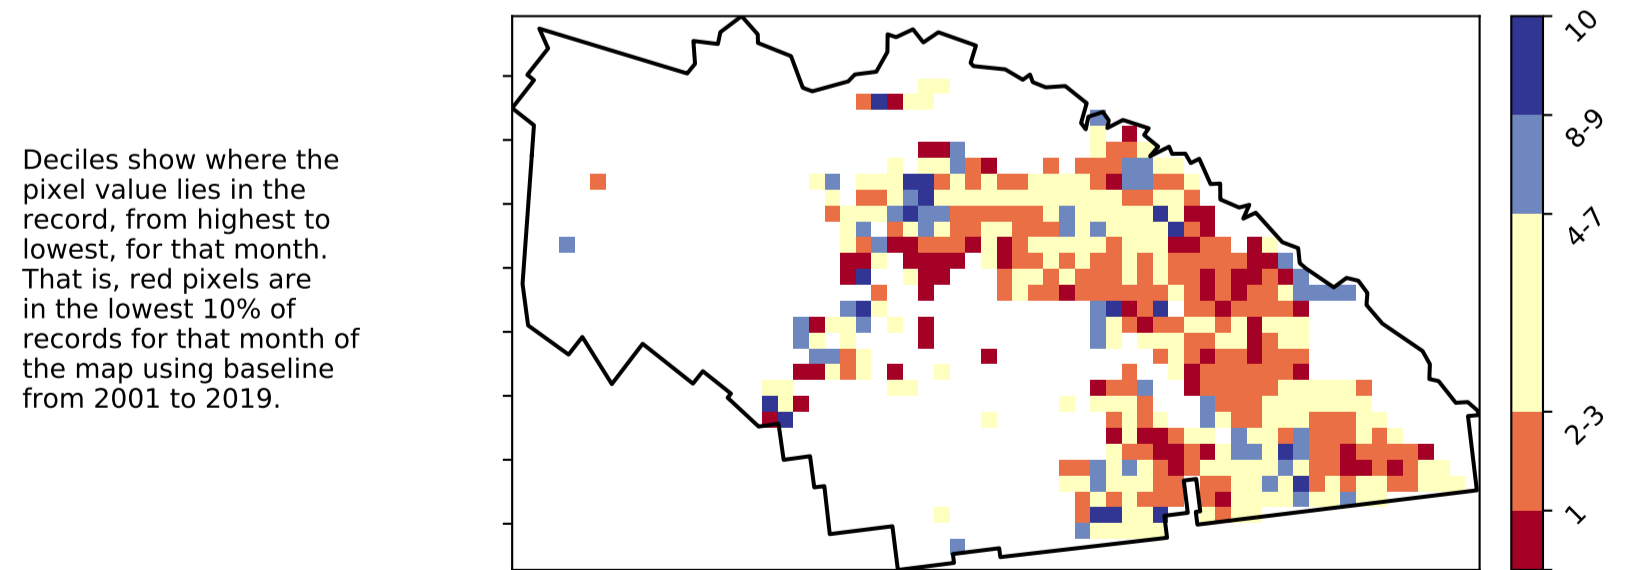 Deciles show where the
pixel value lies in the
record, from highest to
lowest, for that month.
That is, red pixels are
in the lowest 10% of
records for that month of
the map using baseline
from 2001 to 2019.
10
8-9
4-7
2-3
1